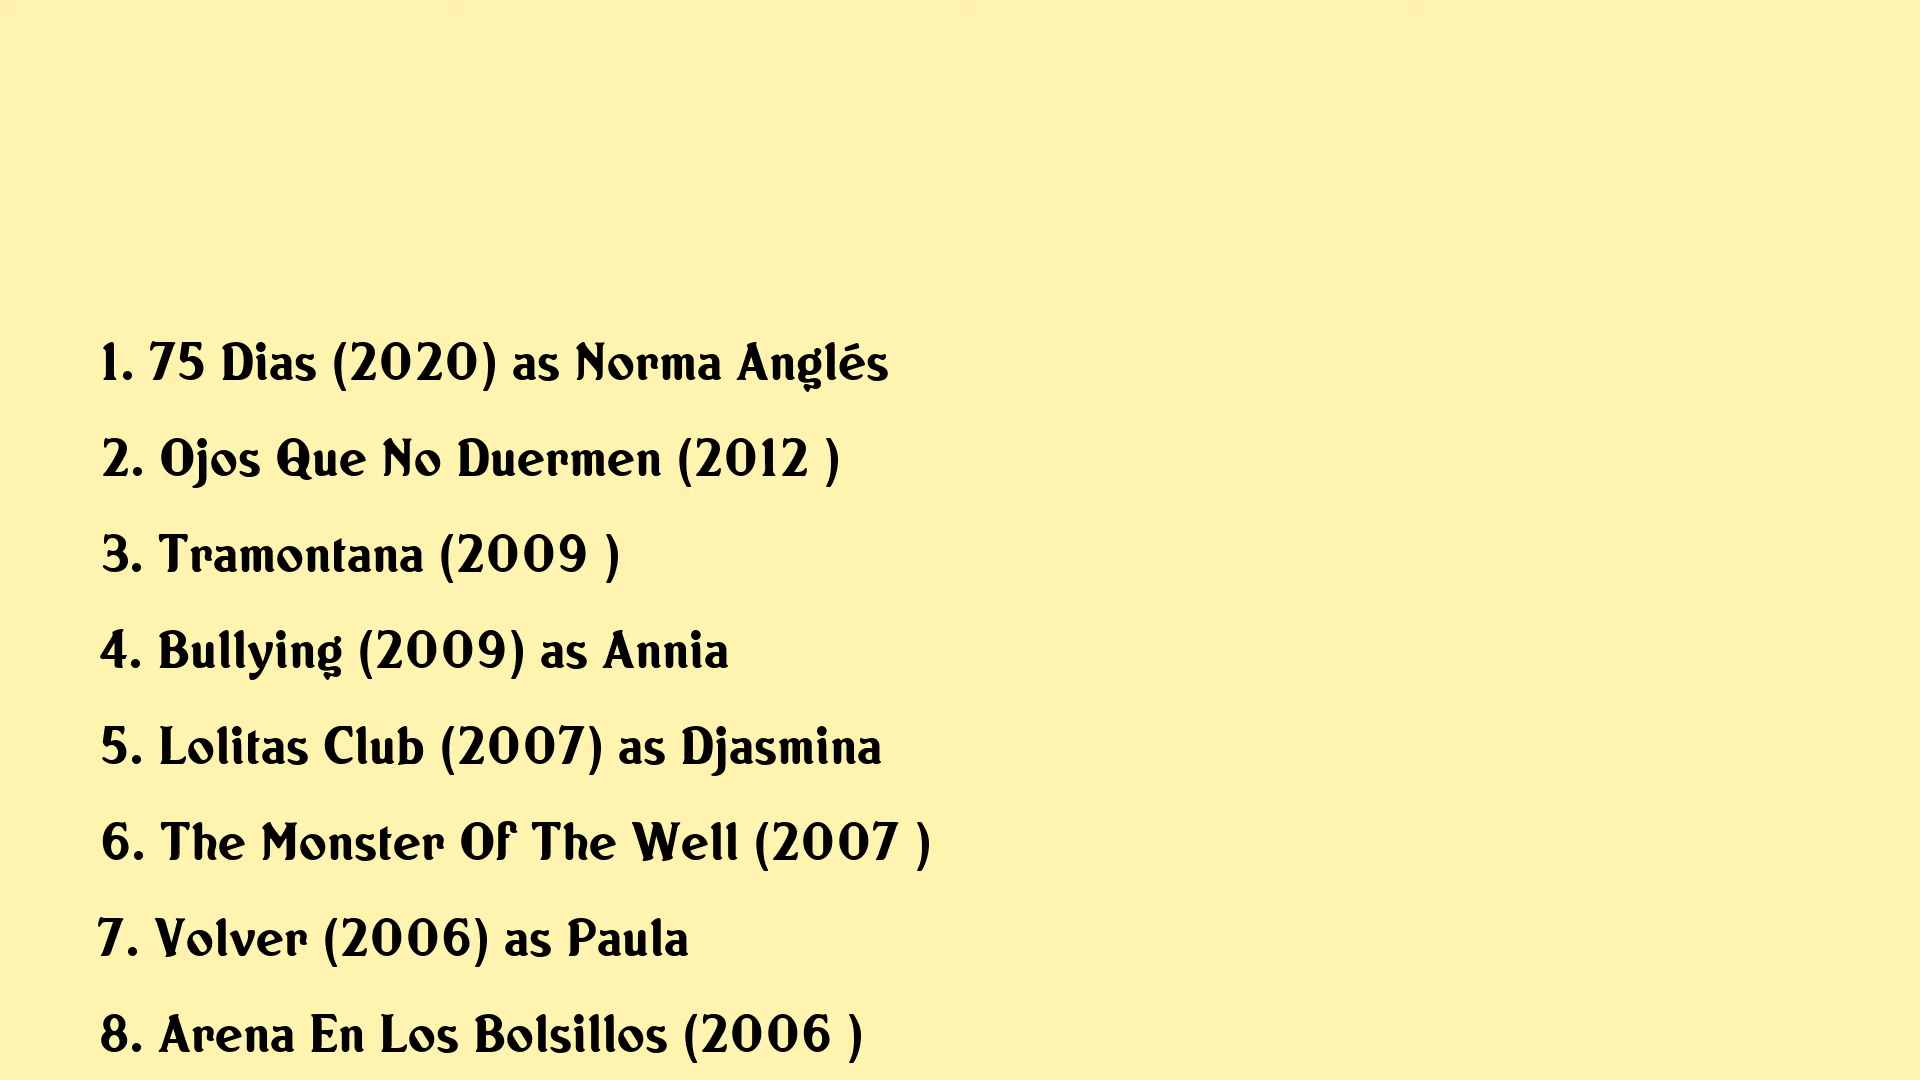 1. 75 Dias (2020) as Norma Anglés
2. Ojos Que No Duermen (2012 )
3. Tramontana (2009 )
4. Bullying (2009) as Annia
5. Lolitas Club (2007) as Djasmina
6. The Monster Of The Well (2007 )
7. Volver (2006) as Paula
8. Arena En Los Bolsillos (2006 )